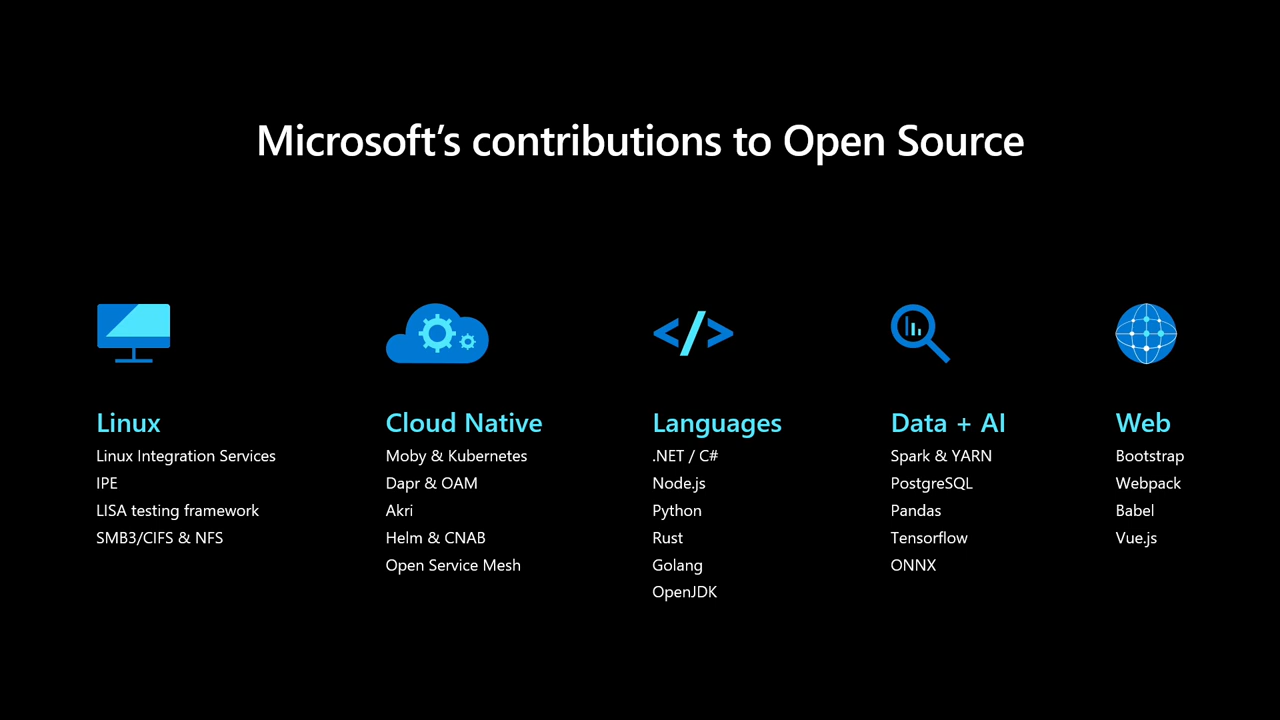 Microsoft’s contributions to Open Source
Linux
Linux Integration Services
IPE
LISA testing framework
SMB3/CIFS & NFS
Cloud Native
Moby & Kubernetes
Dapr & OAM
Akri
Helm & CNAB
Open Service Mesh
</>
Languages
.NET / C#
Node.js
Python
Rust
Golang
OpenJDK
Data + AI
Spark & YARN
PostgreSQL
Pandas
Tensorflow
ONNX
Web
Bootstrap
Webpack
Babel
Vue.js